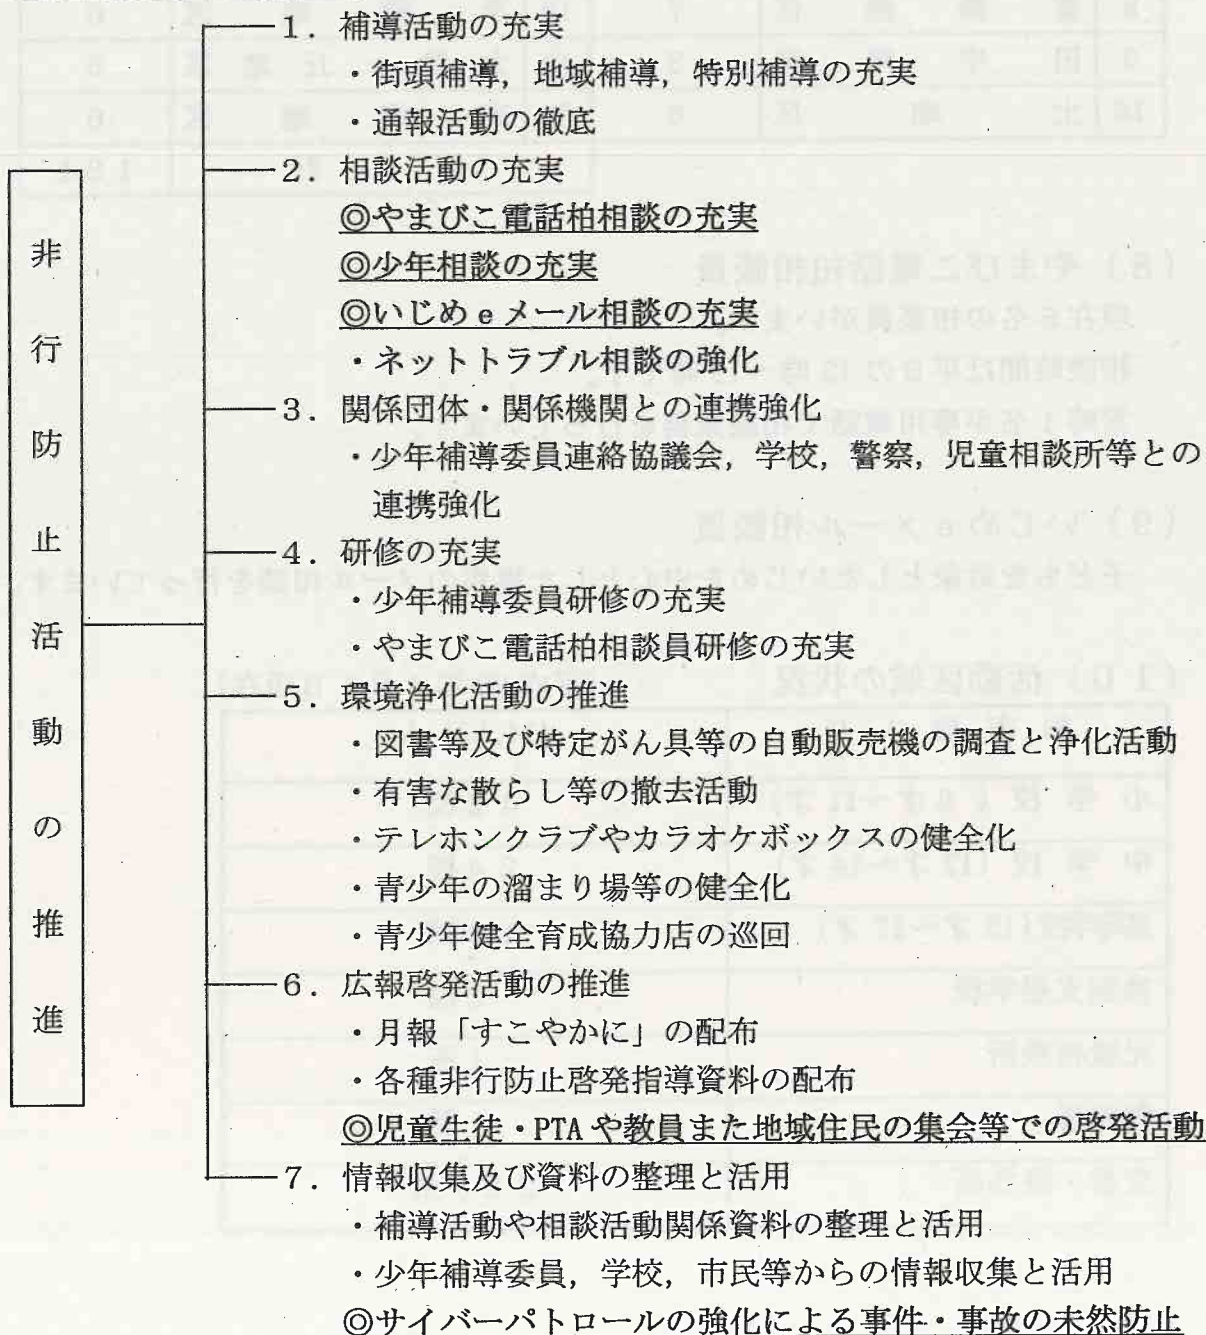 非行防止活動の推進
1．補導活動の充実
・街頭補導，地域補導，特別補導の充実
・通報活動の徹底
2．相談活動の充実
◎やまびこ電話柏相談の充実
◎少年相談の充実
◎いじめeメール相談の充実
・ネットトラブル相談の強化
3．関係団体・関係機関との連携強化
・少年補導委員連絡協議会，学校，警察，児童相談所等との
連携強化
4．研修の充実
・少年補導委員研修の充実
・やまびこ電話柏相談員研修の充実
5．環境浄化活動の推進
・図書等及び特定がん具等の自動販売機の調査と浄化活動
・有害な散らし等の撤去活動
・テレホンクラブやカラオケボックスの健全化
・青少年の溜まり場等の健全化
・青少年健全育成協力店の巡回
6．広報啓発活動の推進
・月報「すこやかに」の配布
・各種非行防止啓発指導資料の配布
◎児童生徒・PTAや教員また地域住民の集会等での啓発活動
7．情報収集及び資料の整理と活用
・補導活動や相談活動関係資料の整理と活用
・少年補導委員，学校，市民等からの情報収集と活用
◎サイバーパトロールの強化による事件・事故の未然防止